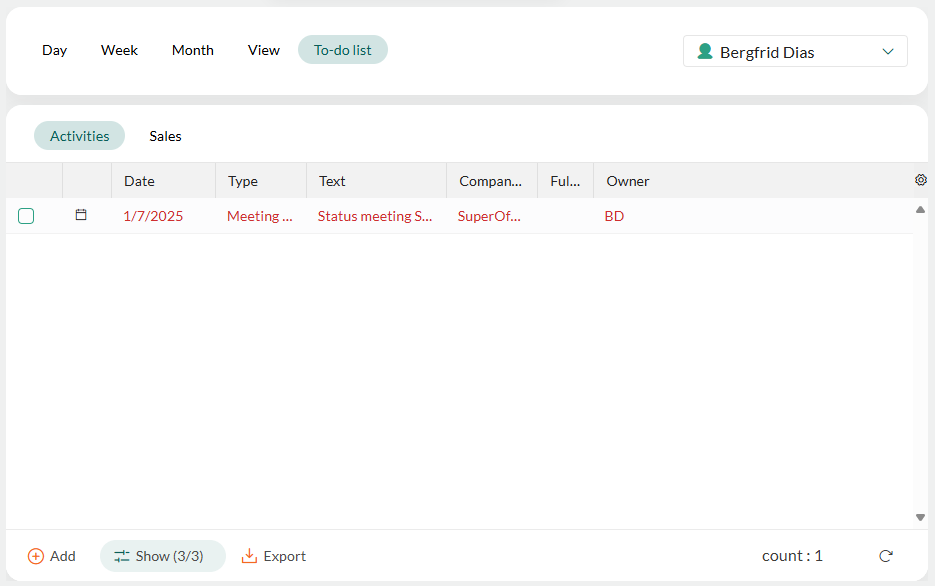 Day Week Month View To-do list Bergfrid Dias
Activities Sales
Date Type Text Compan... Ful... Owner
1/7/2025 Meeting ... Status meeting S... SuperOf... BD
Add Show (3/3) Export count : 1